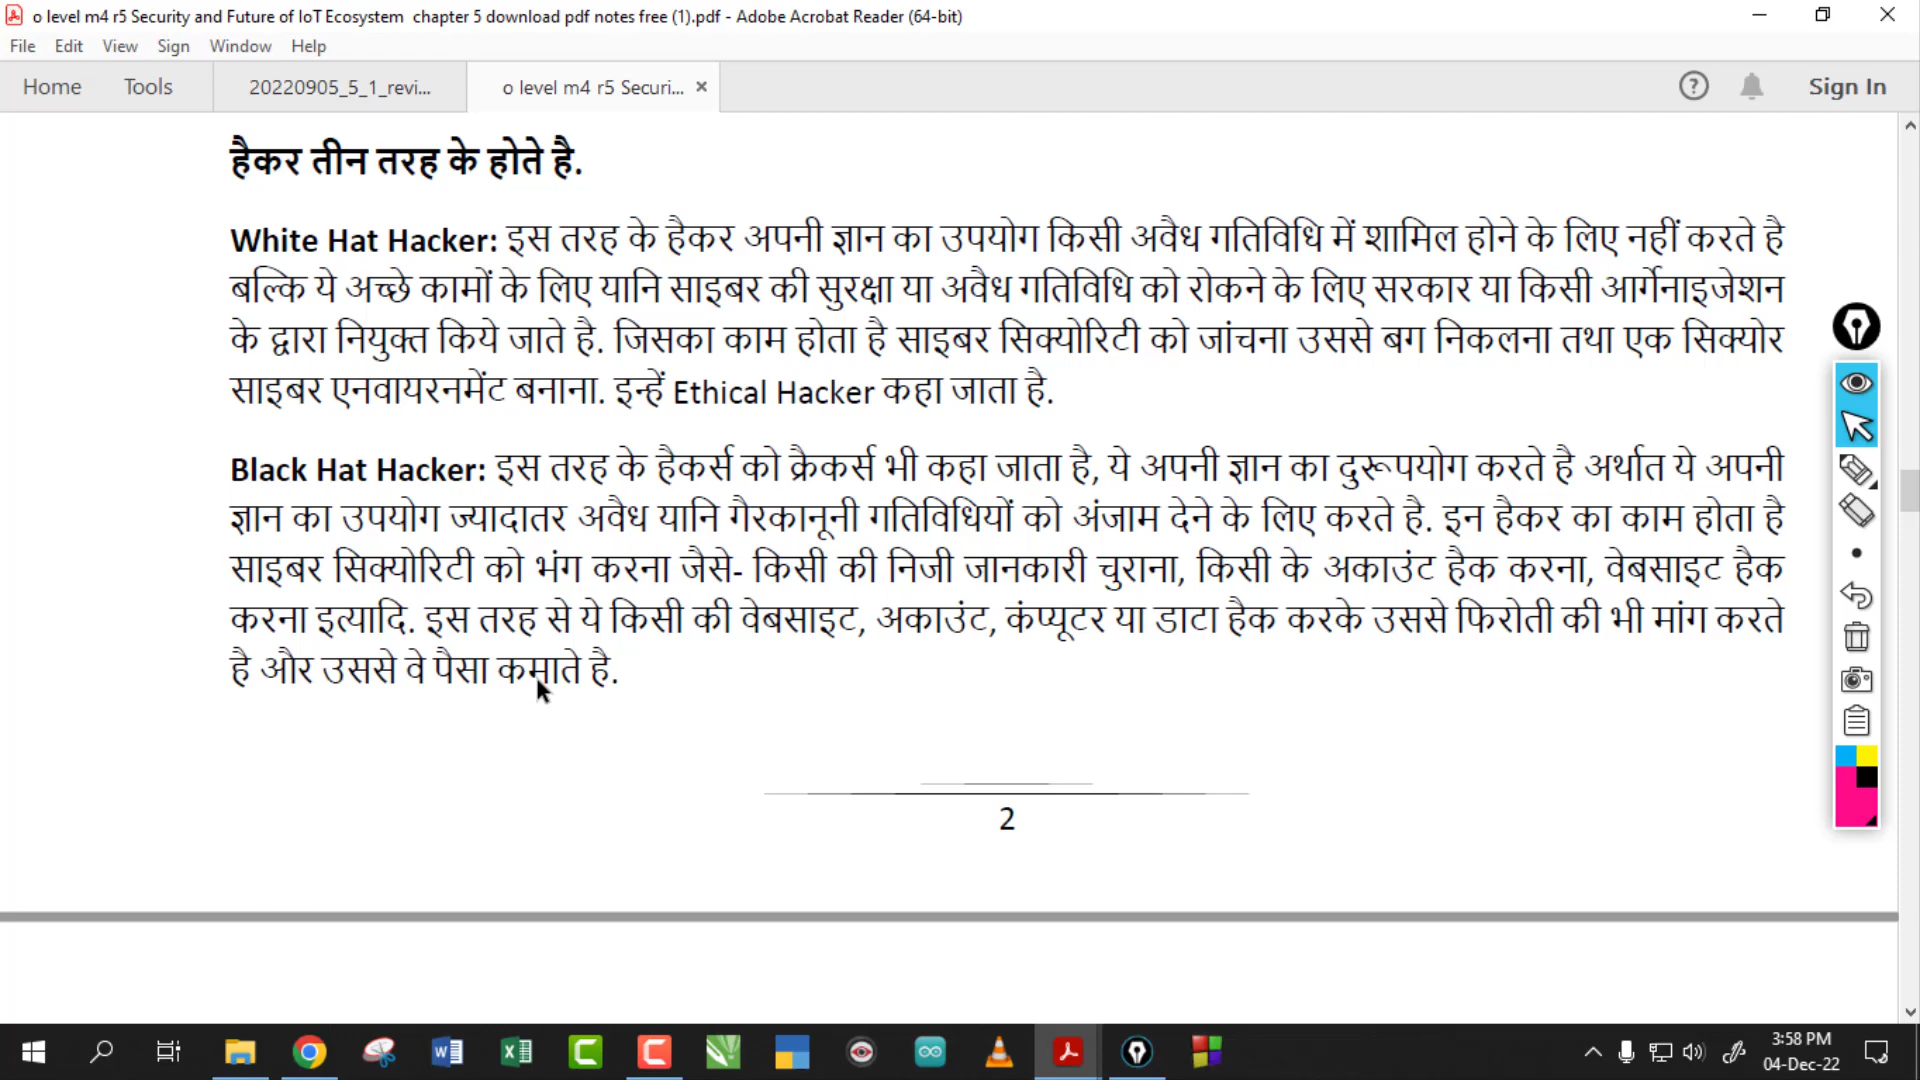 o level m4 r5 Security and Future of IoT Ecosystem  chapter 5 download pdf notes free (1).pdf - Adobe Acrobat Reader (64-bit)
File Edit View Sign Window Help
Home Tools 20220905_5_1_revi... o level m4 r5 Securi... × Sign In
हैकर तीन तरह के होते है.
White Hat Hacker: इस तरह के हैकर अपनी ज्ञान का उपयोग किसी अवैध गतिविधि में शामिल होने के लिए नहीं करते है
बल्कि ये अच्छे कामों के लिए यानि साइबर की सुरक्षा या अवैध गतिविधि को रोकने के लिए सरकार या किसी आर्गेनाइजेशन
के द्वारा नियुक्त किये जाते है. जिसका काम होता है साइबर सिक्योरिटी को जांचना उससे बग निकलना तथा एक सिक्योर
साइबर एनवायरनमेंट बनाना. इन्हें Ethical Hacker कहा जाता है.
Black Hat Hacker: इस तरह के हैकर्स को क्रैकर्स भी कहा जाता है, ये अपनी ज्ञान का दुरूपयोग करते है अर्थात ये अपनी
ज्ञान का उपयोग ज्यादातर अवैध यानि गैरकानूनी गतिविधियों को अंजाम देने के लिए करते है. इन हैकर का काम होता है
साइबर सिक्योरिटी को भंग करना जैसे- किसी की निजी जानकारी चुराना, किसी के अकाउंट हैक करना, वेबसाइट हैक
करना इत्यादि. इस तरह से ये किसी की वेबसाइट, अकाउंट, कंप्यूटर या डाटा हैक करके उससे फिरोती की भी मांग करते
है और उससे वे पैसा कमाते है.
2
3:58 PM
04-Dec-22